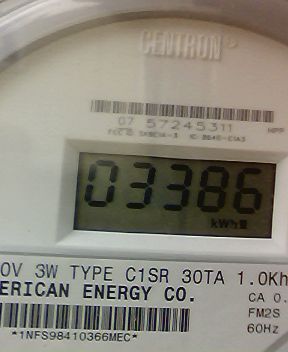 CENTRON
07 57245311 HPP
03386
kWh
0V 3W TYPE C1SR 30TA 1.0Kh
ERICAN ENERGY CO. CA 0.
FM2S
*1NFS98410366MEC* 60Hz